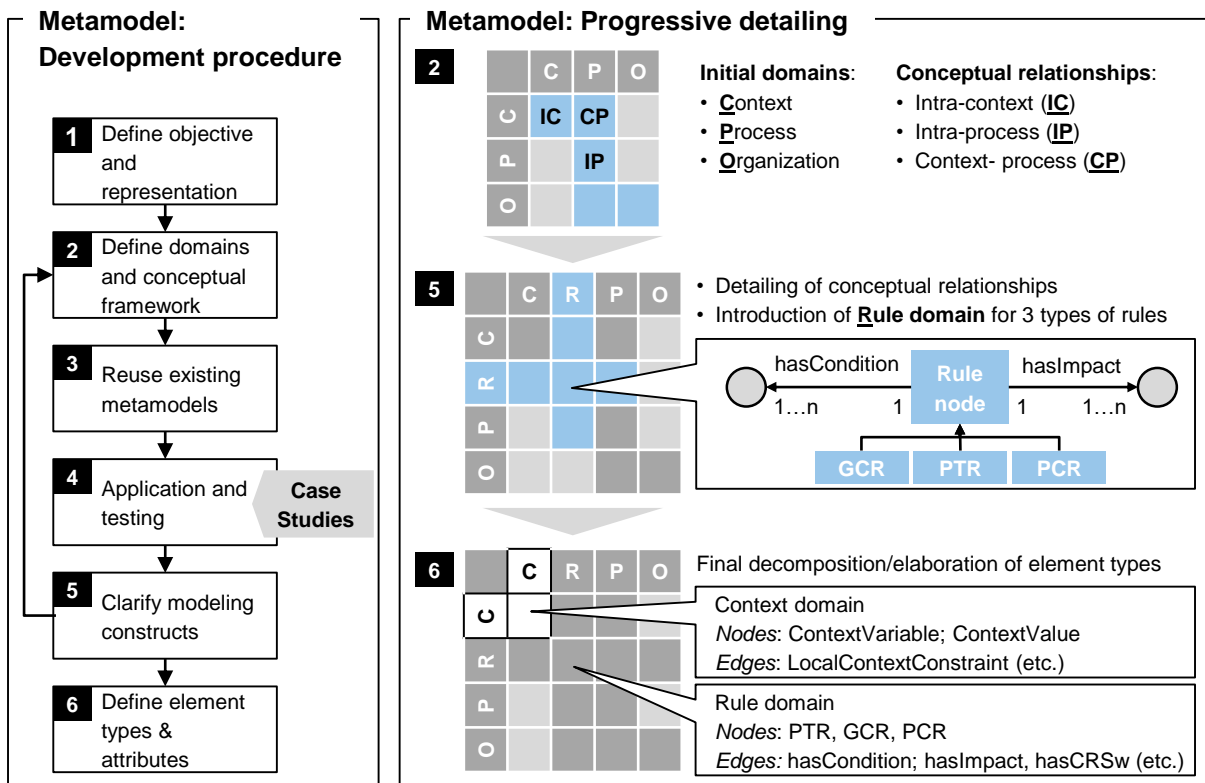 Metamodel:
Development procedure
1
Define objective
and
representation
2
Define domains
and conceptual
framework
3
Reuse existing
metamodels
4
Application and
testing
Case
Studies
5
Clarify modeling
constructs
6
Define element
types &
attributes
Metamodel: Progressive detailing
2
C P O
C IC CP
P IP
O
Initial domains:
• Context
• Process
• Organization
Conceptual relationships:
• Intra-context (IC)
• Intra-process (IP)
• Context- process (CP)
5
C R P O
C
R
P
O
• Detailing of conceptual relationships
• Introduction of Rule domain for 3 types of rules
hasCondition
Rule
node
hasImpact
1…n 1 1 1…n
GCR PTR PCR
6
C R P O
C
R
P
O
Final decomposition/elaboration of element types
Context domain
Nodes: ContextVariable; ContextValue
Edges: LocalContextConstraint (etc.)
Rule domain
Nodes: PTR, GCR, PCR
Edges: hasCondition; hasImpact, hasCRSw (etc.)